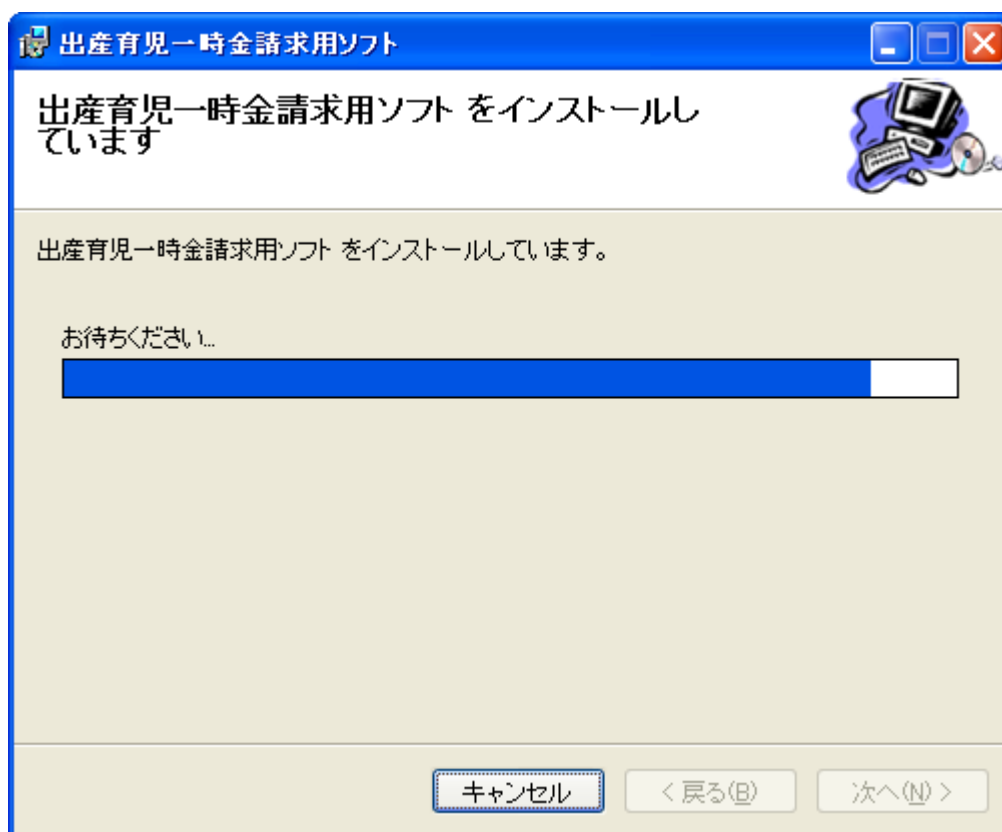 出産育児一時金請求用ソフト
出産育児一時金請求用ソフト をインストールし
ています
出産育児一時金請求用ソフト をインストールしています。
お待ちください...
キャンセル
< 戻る(B)
次へ(N) >